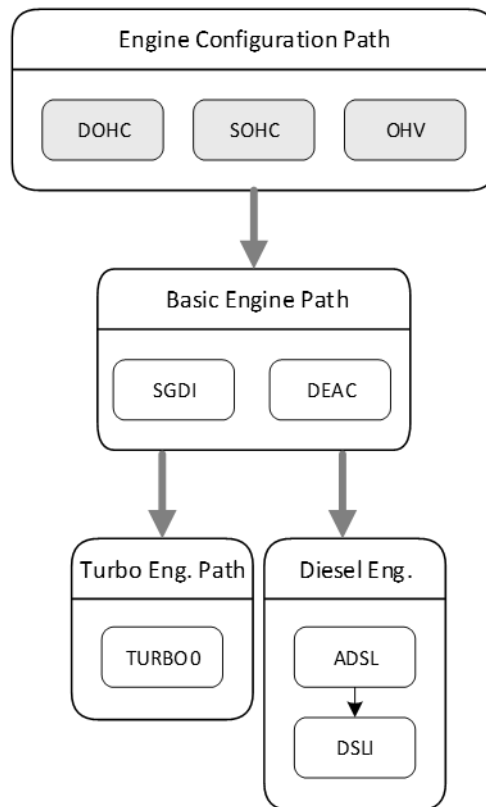 Engine Configuration Path
DOHC
SOHC
OHV
Basic Engine Path
SGDI
DEAC
Turbo Eng. Path
TURBO0
Diesel Eng.
ADSL
DSLI